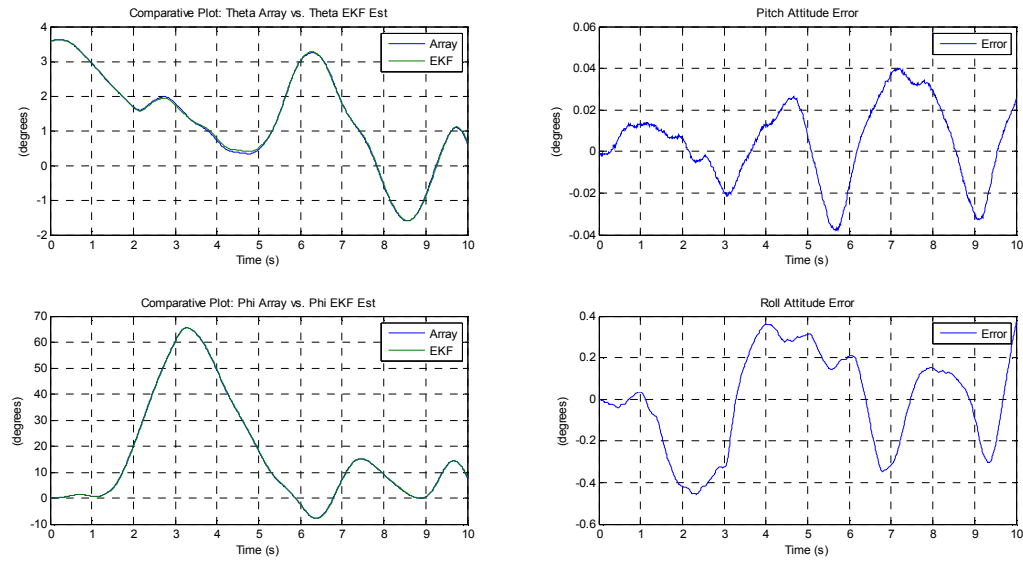 Comparative Plot: Theta Array vs. Theta EKF Est
4
3
2
1
0
-1
-2
(degrees)
Array
EKF
0 1 2 3 4 5 6 7 8 9 10
Time (s)
Pitch Attitude Error
0.06
0.04
0.02
0
-0.02
-0.04
(degrees)
Error
0 1 2 3 4 5 6 7 8 9 10
Time (s)
Comparative Plot: Phi Array vs. Phi EKF Est
70
60
50
40
30
20
10
0
-10
(degrees)
Array
EKF
0 1 2 3 4 5 6 7 8 9 10
Time (s)
Roll Attitude Error
0.4
0.2
0
-0.2
-0.4
-0.6
(degrees)
Error
0 1 2 3 4 5 6 7 8 9 10
Time (s)